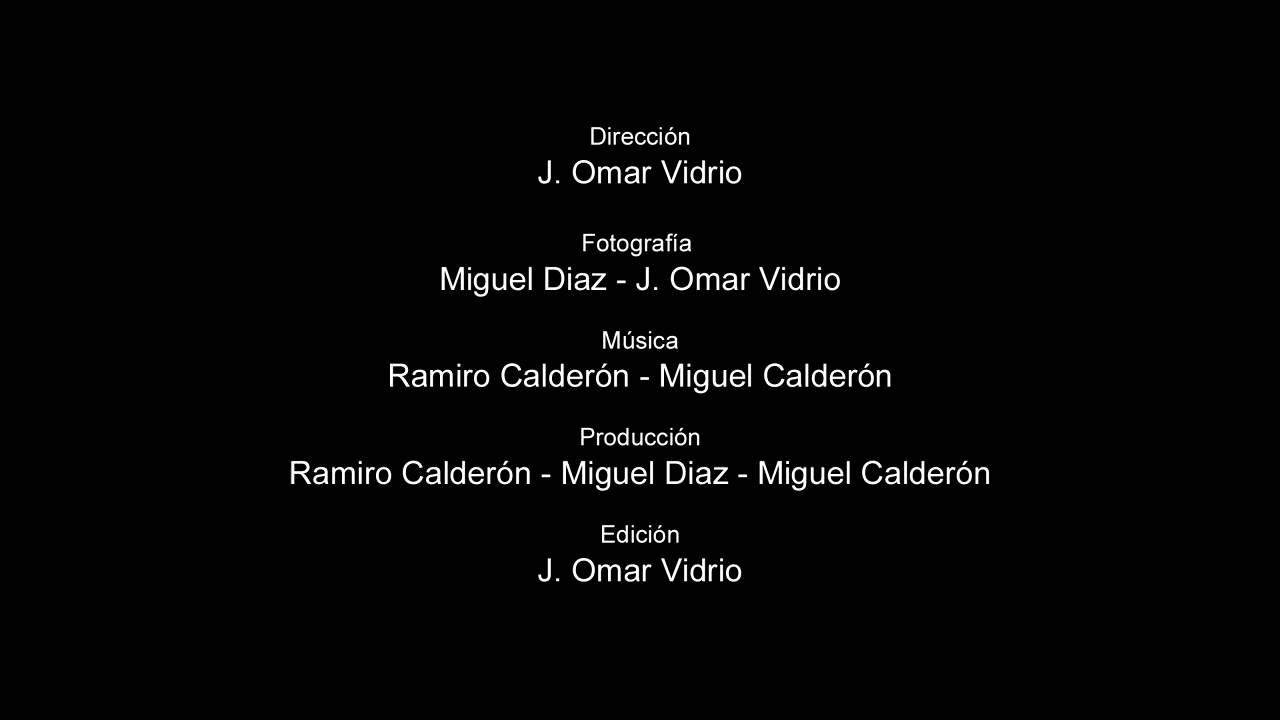 Dirección
J. Omar Vidrio
Fotografía
Miguel Diaz - J. Omar Vidrio
Música
Ramiro Calderón - Miguel Calderón
Producción
Ramiro Calderón - Miguel Diaz - Miguel Calderón
Edición
J. Omar Vidrio